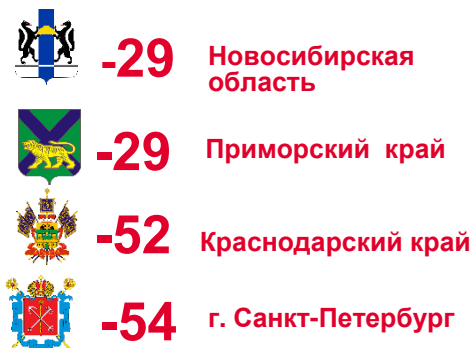 -29 Новосибирская
область
-29 Приморский край
-52 Краснодарский край
-54 г. Санкт-Петербург